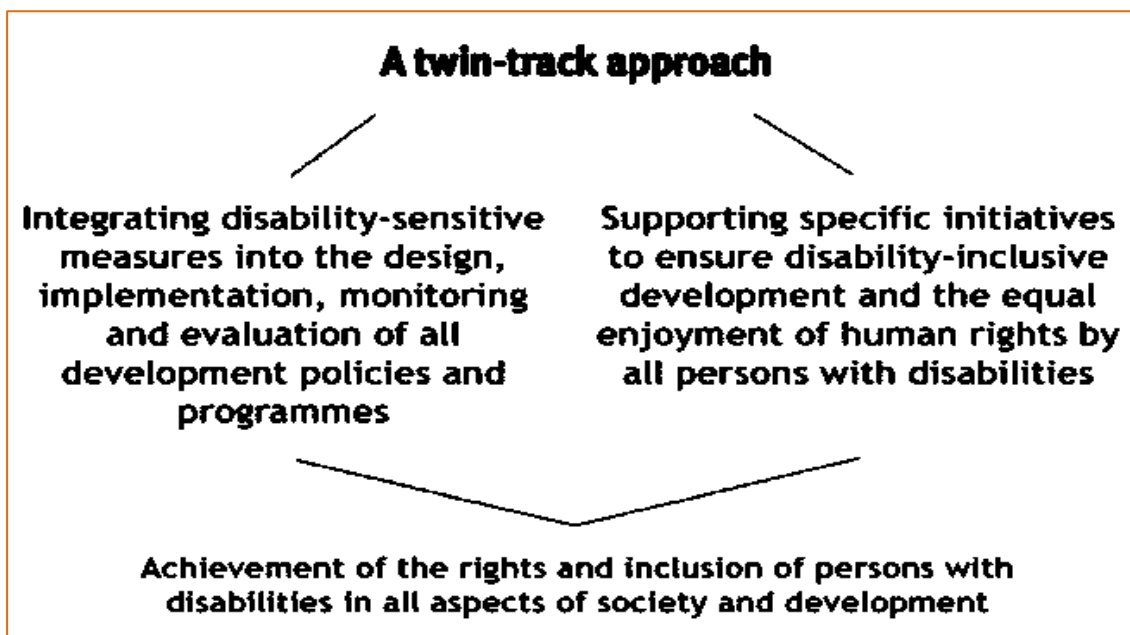 A twin-track approach
Integrating disability-sensitive
measures into the design,
implementation, monitoring
and evaluation of all
development policies and
programmes
Supporting specific initiatives
to ensure disability-inclusive
development and the equal
enjoyment of human rights by
all persons with disabilities
Achievement of the rights and inclusion of persons with
disabilities in all aspects of society and development